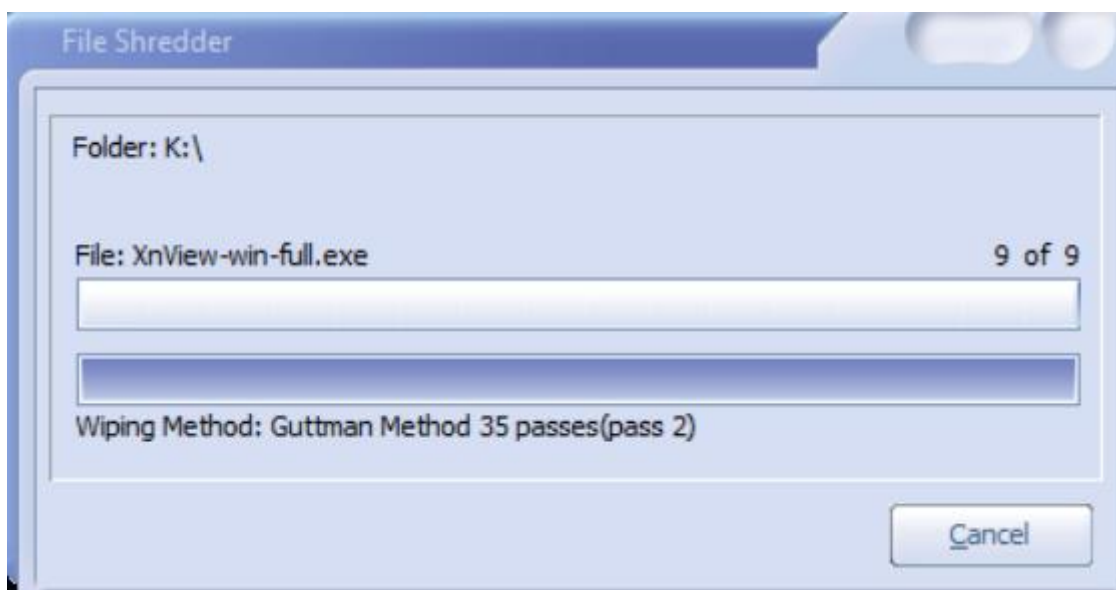 File Shredder
Folder: K:\
File: XnView-win-full.exe 9 of 9
Wiping Method: Guttman Method 35 passes(pass 2)
Cancel